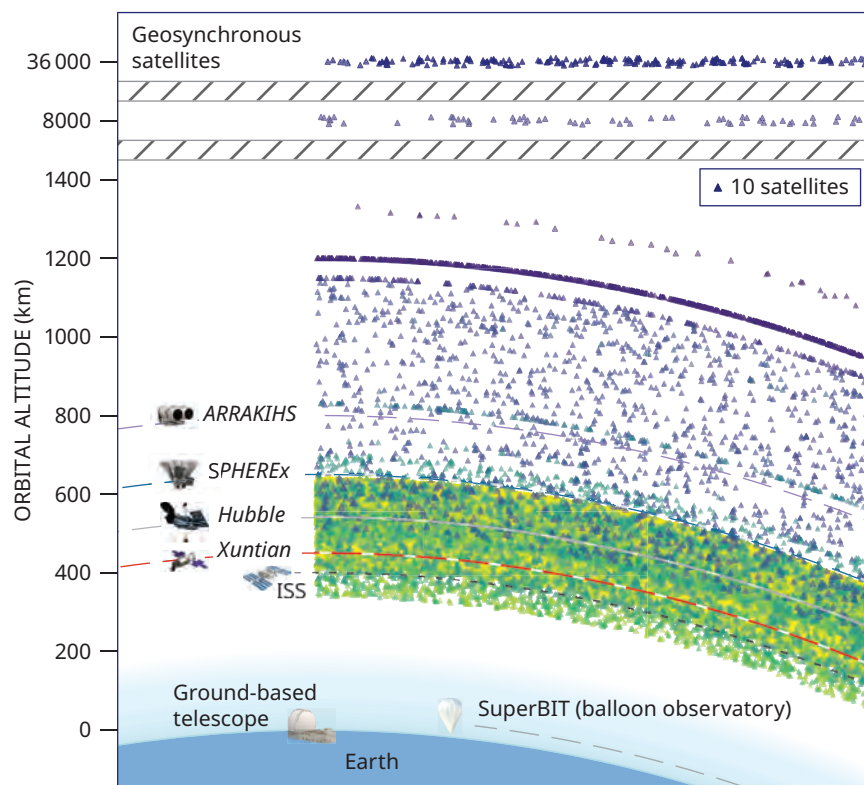 Geosynchronous
satellites
36 000
8000
1400
10 satellites
1200
1000
ORBITAL ALTITUDE (km)
800
ARRAKIHS
SPHEREx
600
Hubble
Xuntian
400
ISS
200
Ground-based
telescope
SuperBIT (balloon observatory)
0
Earth